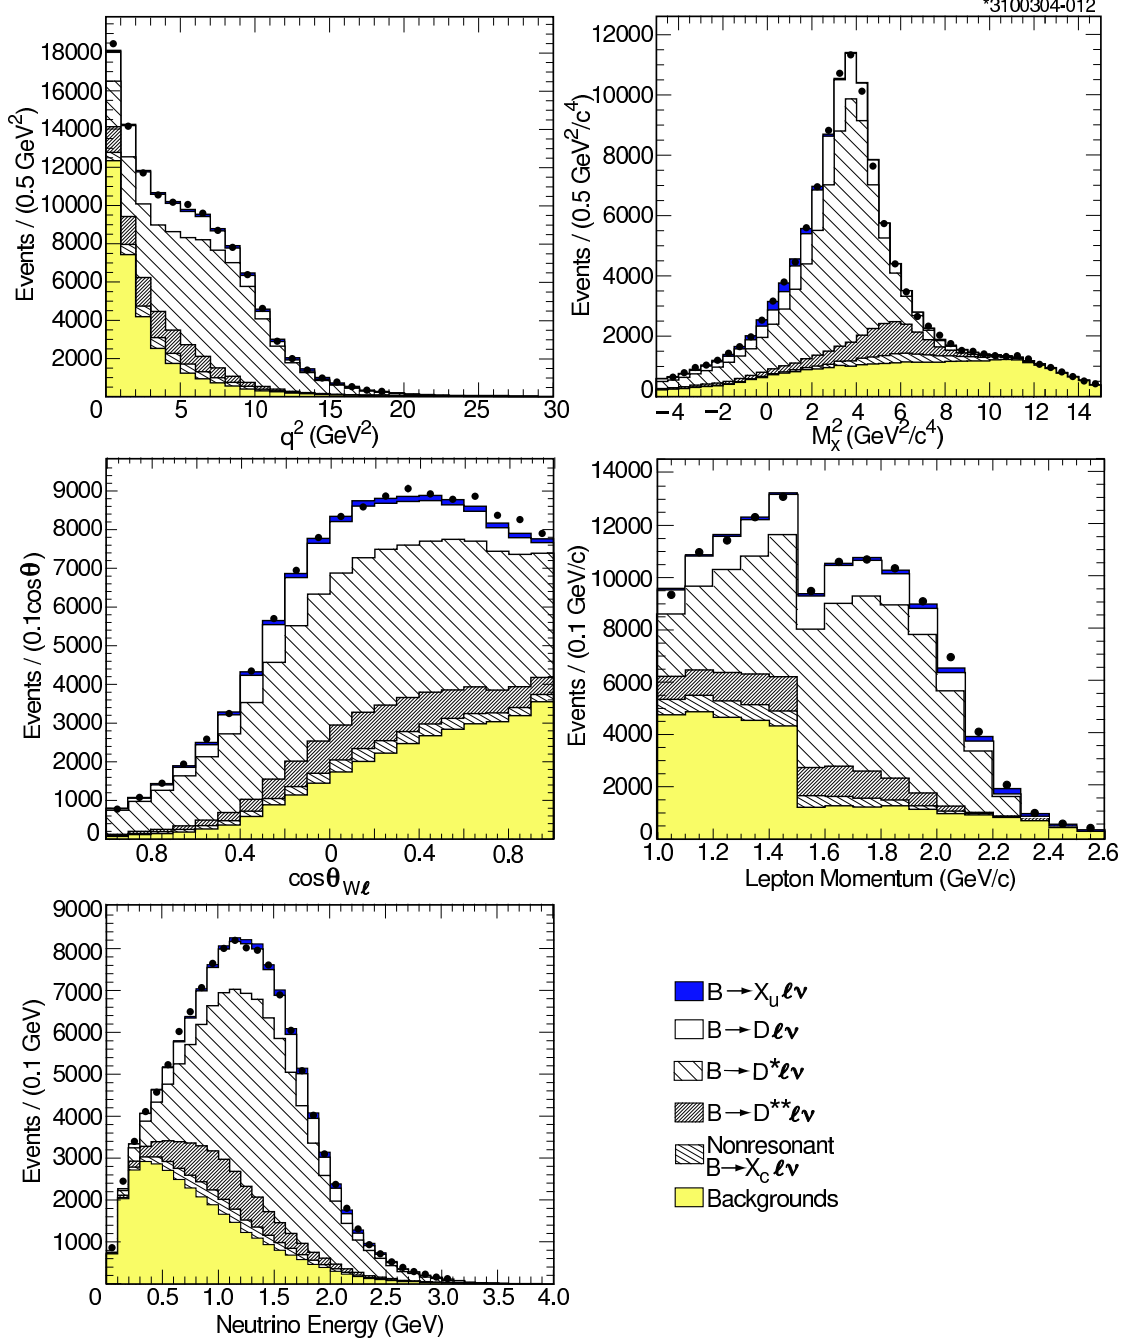 *3100304-012
18000
16000
14000
12000
10000
8000
6000
4000
2000
0 5 10 15 20 25 30
Events / (0.5 GeV²)
q² (GeV²)
12000
10000
8000
6000
4000
2000
0
−4 −2 0 2 4 6 8 10 12 14
Events / (0.5 GeV²/c⁴)
M²x (GeV²/c⁴)
9000
8000
7000
6000
5000
4000
3000
2000
1000
0
0.8 0.4 0 0.4 0.8
Events / (0.1cosθ)
cosθWℓ
14000
12000
10000
8000
6000
4000
2000
0
1.0 1.2 1.4 1.6 1.8 2.0 2.2 2.4 2.6
Events / (0.1 GeV/c)
Lepton Momentum (GeV/c)
9000
8000
7000
6000
5000
4000
3000
2000
1000
0 0.5 1.0 1.5 2.0 2.5 3.0 3.5 4.0
Events / (0.1 GeV)
Neutrino Energy (GeV)
B→Xuℓν
B→Dℓν
B→D*ℓν
B→D**ℓν
Nonresonant
B→Xcℓν
Backgrounds